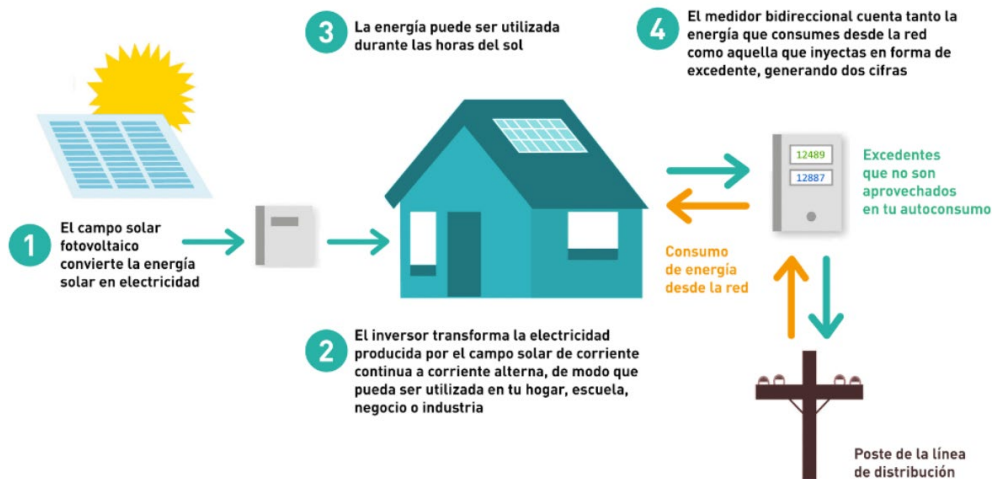 3
La energía puede ser utilizada
durante las horas del sol
4
El medidor bidireccional cuenta tanto la
energía que consumes desde la red
como aquella que inyectas en forma de
excedente, generando dos cifras
1
El campo solar
fotovoltaico
convierte la energía
solar en electricidad
12489
12887
Excedentes
que no son
aprovechados
en tu autoconsumo
Consumo
de energía
desde la red
2
El inversor transforma la electricidad
producida por el campo solar de corriente
continua a corriente alterna, de modo que
pueda ser utilizada en tu hogar, escuela,
negocio o industria
Poste de la línea
de distribución